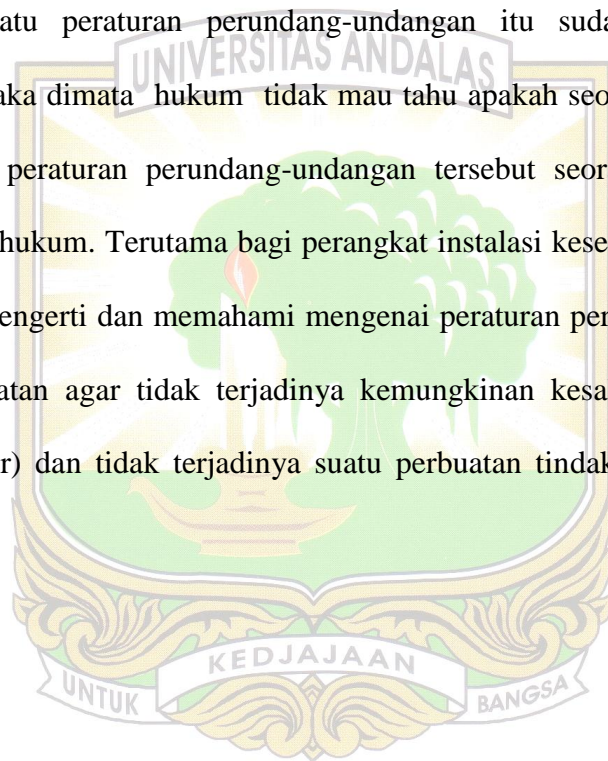 atu peraturan perundang-undangan itu suda
UNIVERSITAS ANDALAS
aka dimata hukum tidak mau tahu apakah seo
peraturan perundang-undangan tersebut seor
hukum. Terutama bagi perangkat instalasi kese
engerti dan memahami mengenai peraturan per
atan agar tidak terjadinya kemungkinan kesa
r) dan tidak terjadinya suatu perbuatan tindak
KEDJAJAAN
UNTUK BANGSA